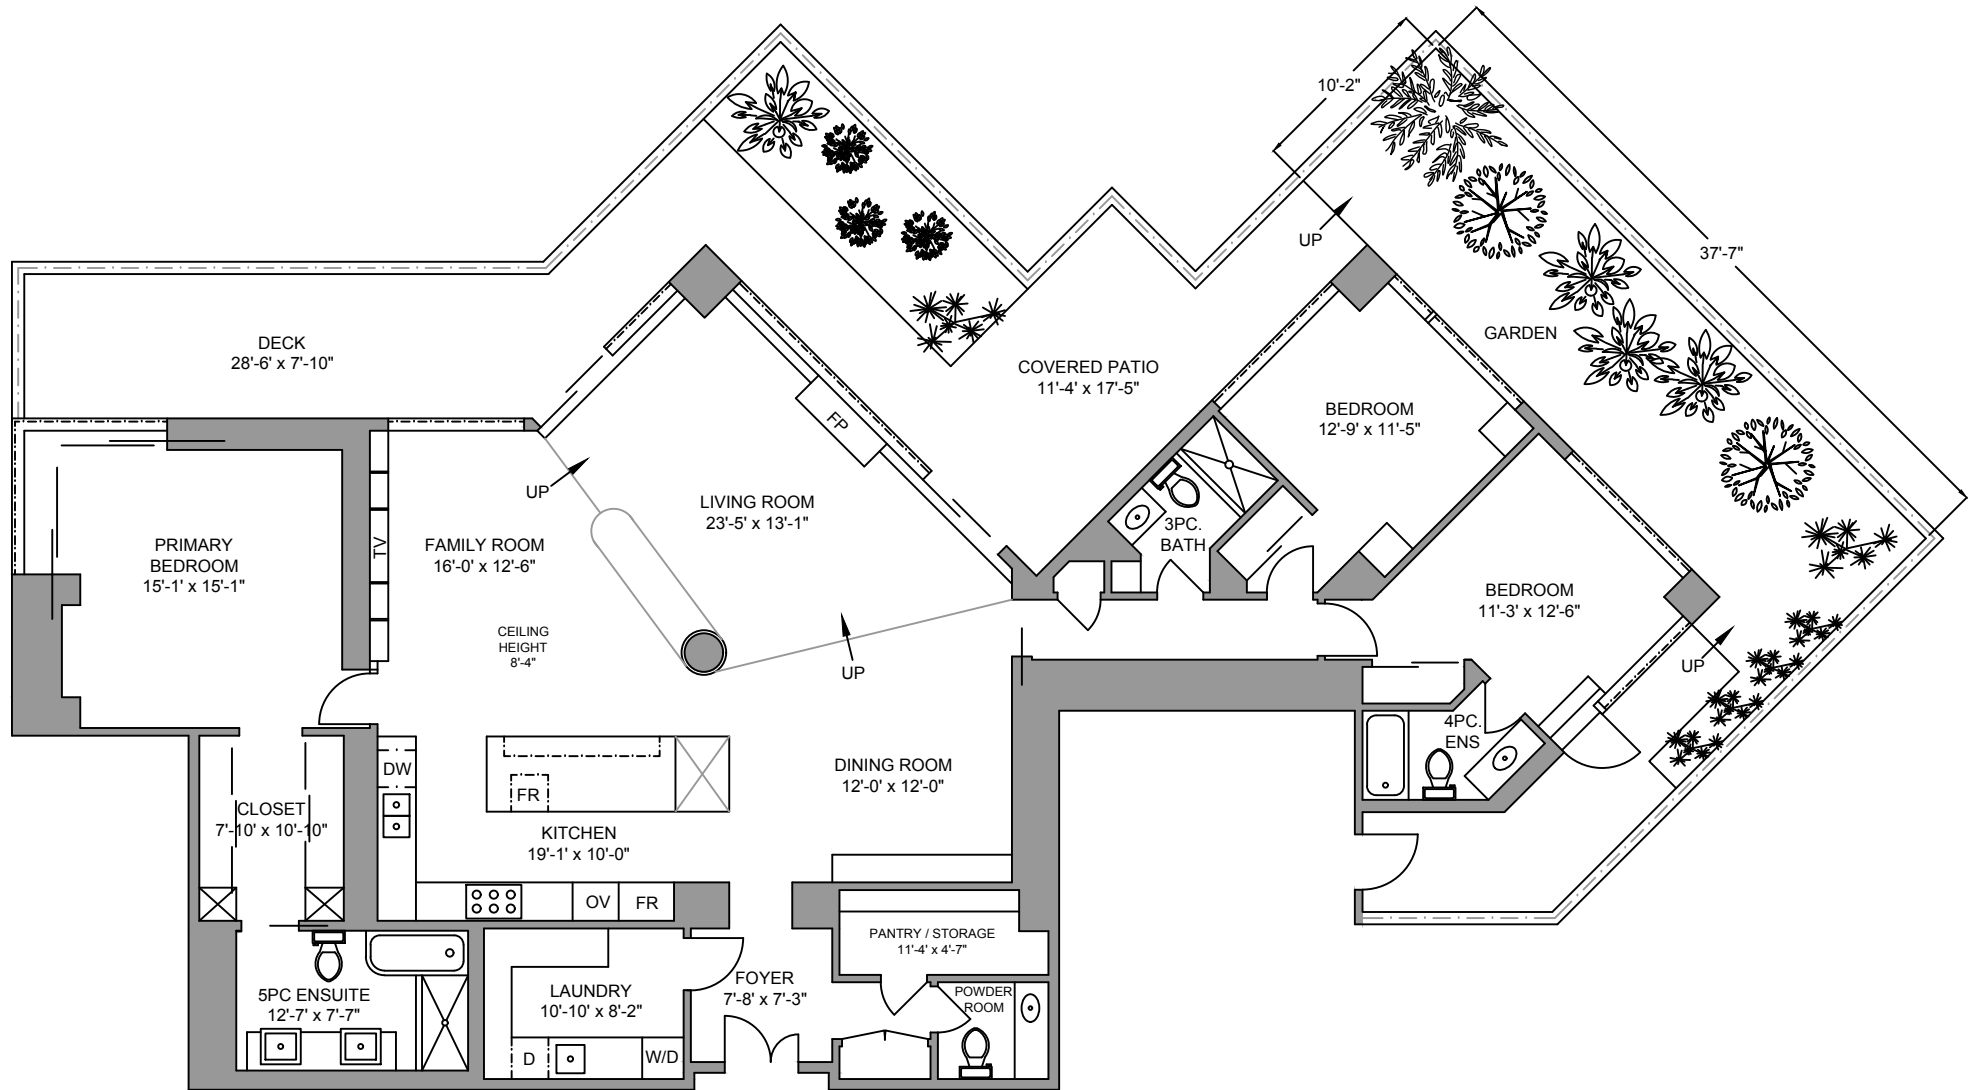 10'-2"
37'-7"
UP
GARDEN
DECK
28'-6' x 7'-10"
COVERED PATIO
11'-4' x 17'-5"
BEDROOM
12'-9' x 11'-5"
FP
UP
LIVING ROOM
23'-5' x 13'-1"
3PC.
BATH
PRIMARY
BEDROOM
15'-1' x 15'-1"
TV
FAMILY ROOM
16'-0' x 12'-6"
BEDROOM
11'-3' x 12'-6"
CEILING
HEIGHT
8'-4"
UP
UP
4PC.
ENS
DW
FR
DINING ROOM
12'-0' x 12'-0"
CLOSET
7'-10' x 10'-10"
KITCHEN
19'-1' x 10'-0"
OV
FR
PANTRY / STORAGE
11'-4' x 4'-7"
5PC ENSUITE
12'-7' x 7'-7"
LAUNDRY
10'-10' x 8'-2"
FOYER
7'-8' x 7'-3"
POWDER
ROOM
D
W/D